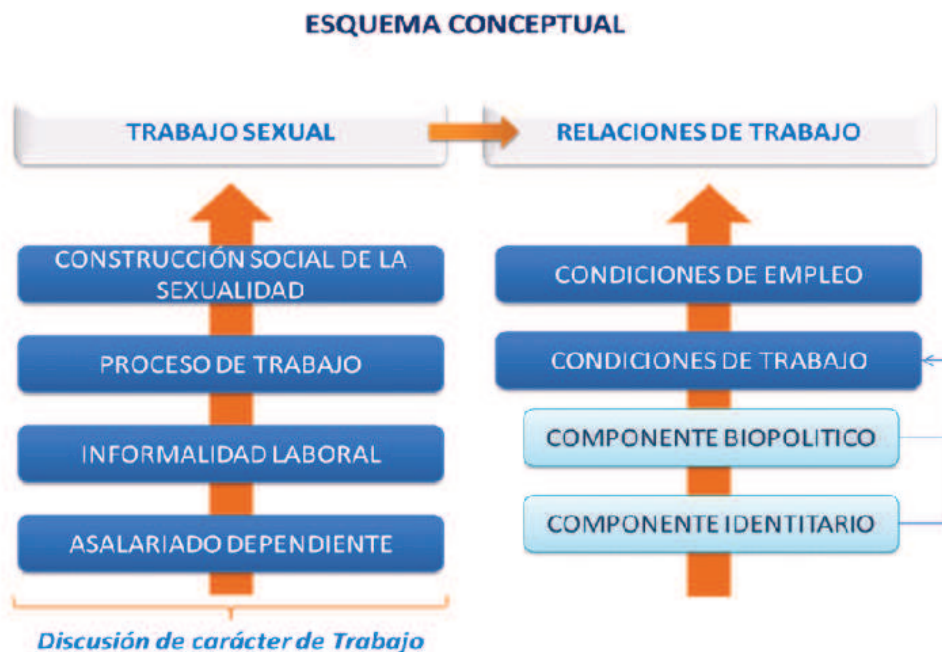 ESQUEMA CONCEPTUAL
TRABAJO SEXUAL
RELACIONES DE TRABAJO
CONSTRUCCIÓN SOCIAL DE LA
SEXUALIDAD
PROCESO DE TRABAJO
INFORMALIDAD LABORAL
ASALARIADO DEPENDIENTE
Discusión de carácter de Trabajo
CONDICIONES DE EMPLEO
CONDICIONES DE TRABAJO
COMPONENTE BIOPOLITICO
COMPONENTE IDENTITARIO